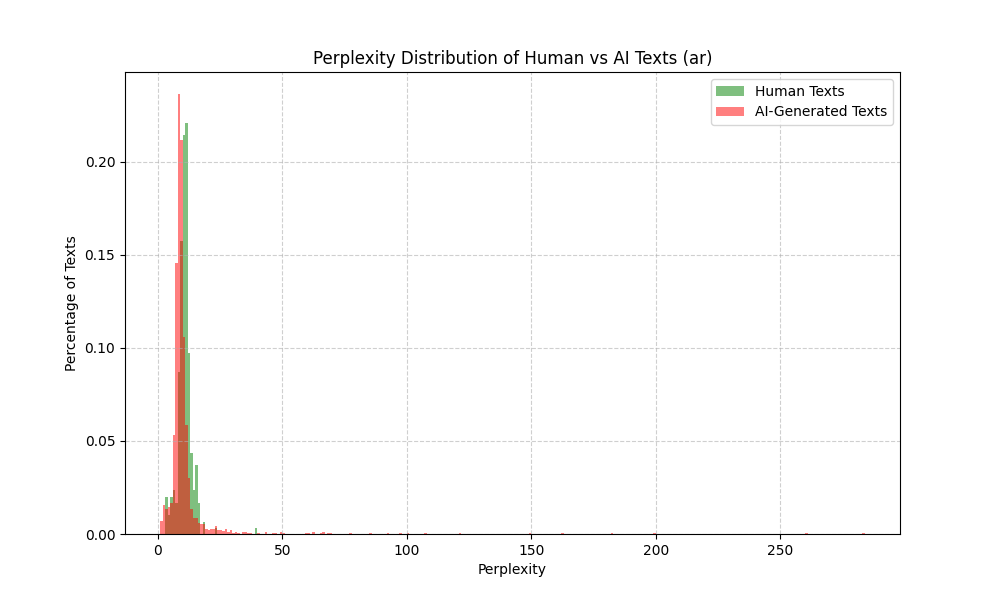 Perplexity Distribution of Human vs AI Texts (ar)
Human Texts
AI-Generated Texts
Percentage of Texts
0.20
0.15
0.10
0.05
0.00
0
50
100
150
200
250
Perplexity